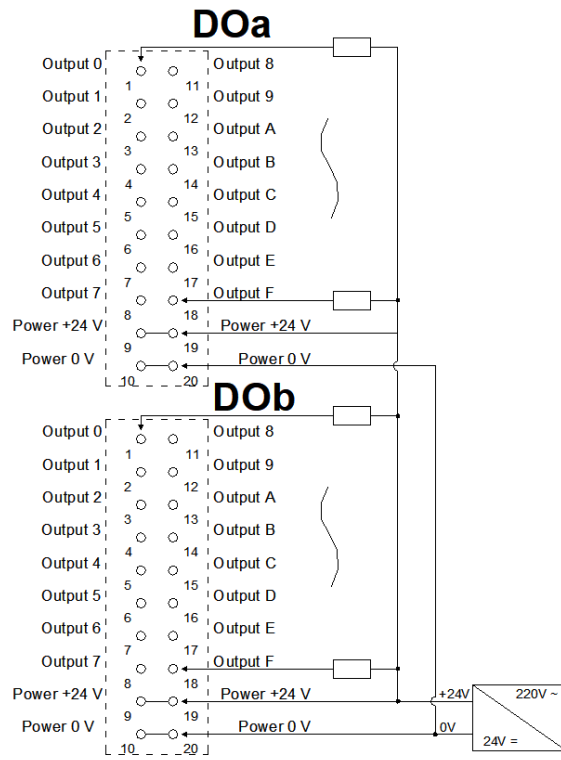 DOa
Output 0 Output 8
1 11
Output 1 Output 9
2 12
Output 2 Output A
3 13
Output 3 Output B
4 14
Output 4 Output C
5 15
Output 5 Output D
6 16
Output 6 Output E
7 17
Output 7 Output F
8 18
Power +24 V Power +24 V
9 19
Power 0 V Power 0 V
10 20
DOb
Output 0 Output 8
1 11
Output 1 Output 9
2 12
Output 2 Output A
3 13
Output 3 Output B
4 14
Output 4 Output C
5 15
Output 5 Output D
6 16
Output 6 Output E
7 17
Output 7 Output F
8 18
Power +24 V Power +24 V +24V 220V ~
9 19
Power 0 V Power 0 V 0V
10 20 24V =